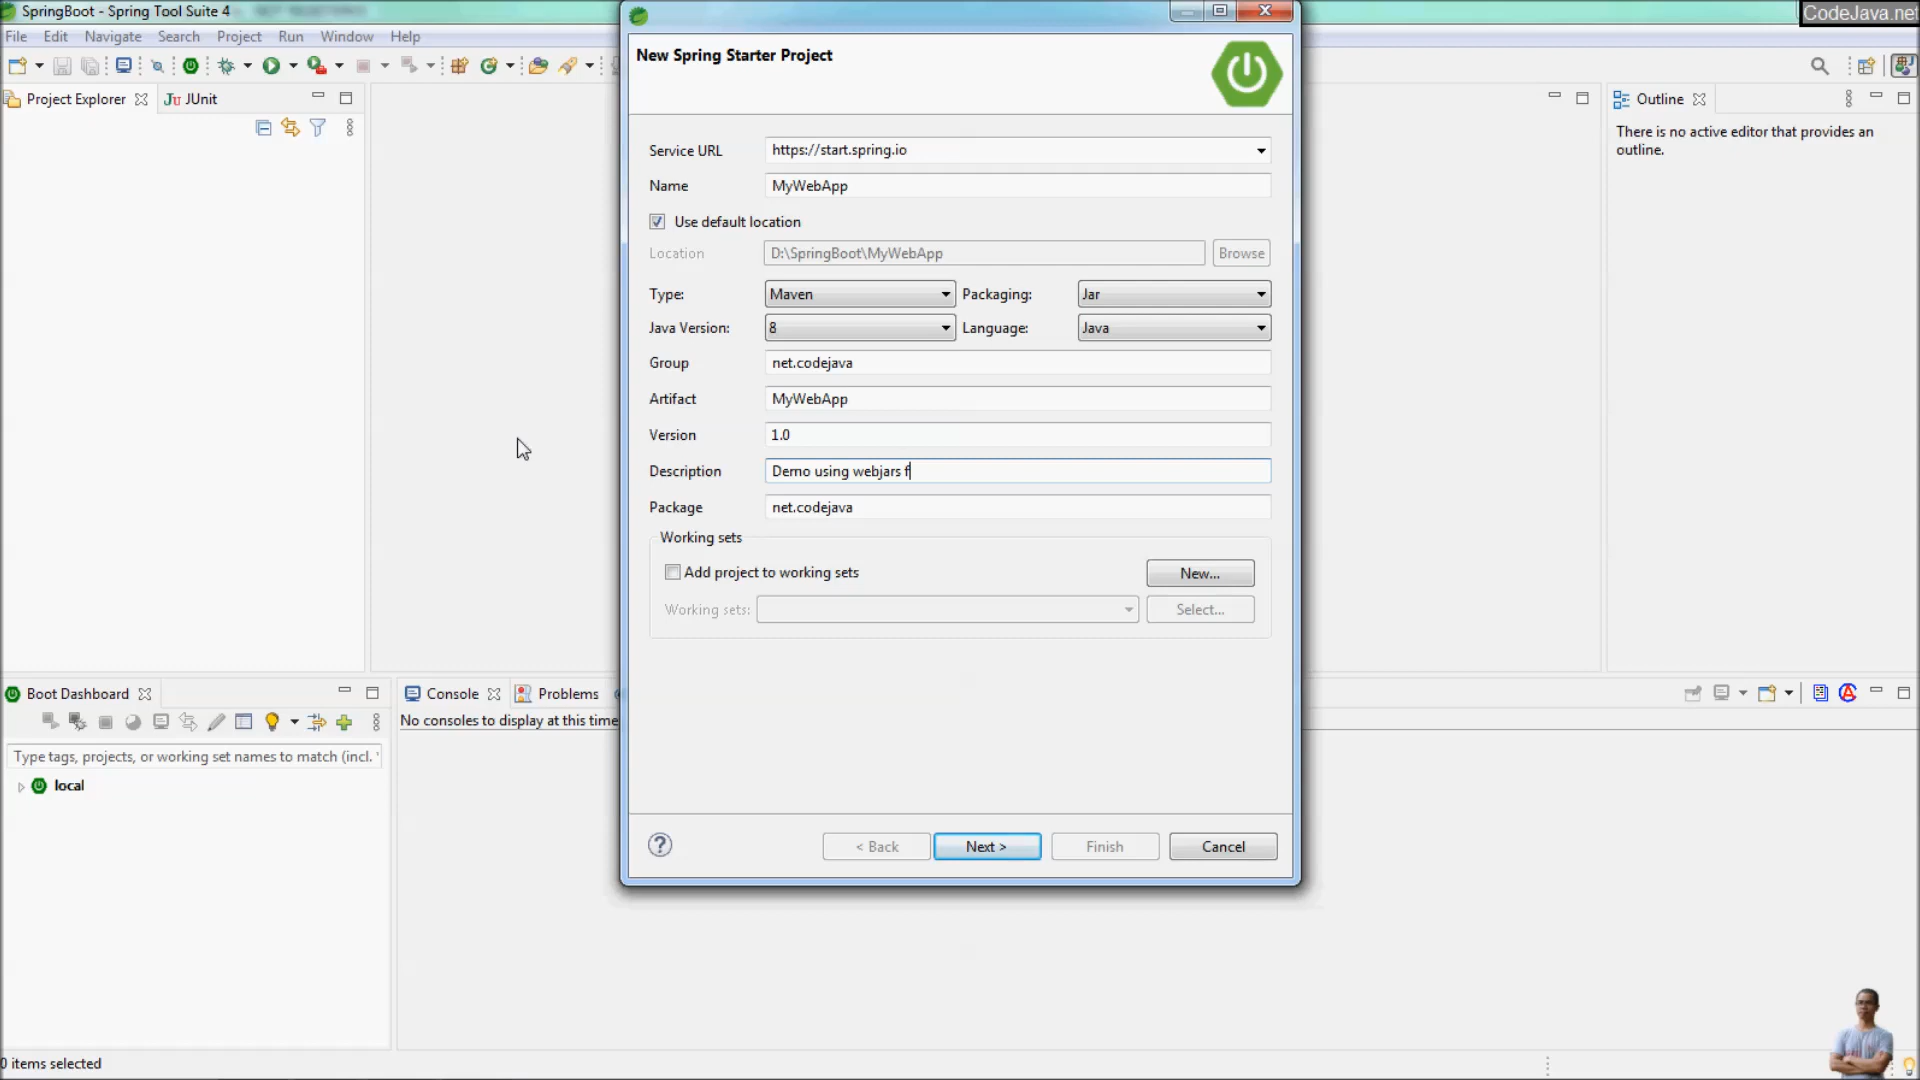 SpringBoot - Spring Tool Suite 4
CodeJava.net
File Edit Navigate Search Project Run Window Help
New Spring Starter Project
Project Explorer
JUnit
Outline
There is no active editor that provides an
outline.
Service URL https://start.spring.io
Name MyWebApp
Use default location
Location D:\SpringBoot\MyWebApp Browse
Type: Maven Packaging: Jar
Java Version: 8 Language: Java
Group net.codejava
Artifact MyWebApp
Version 1.0
Description Demo using webjars f
Package net.codejava
Working sets
Add project to working sets New...
Working sets: Select...
< Back Next > Finish Cancel
Boot Dashboard
Type tags, projects, or working set names to match (incl. *
local
Console Problems
No consoles to display at this time
0 items selected